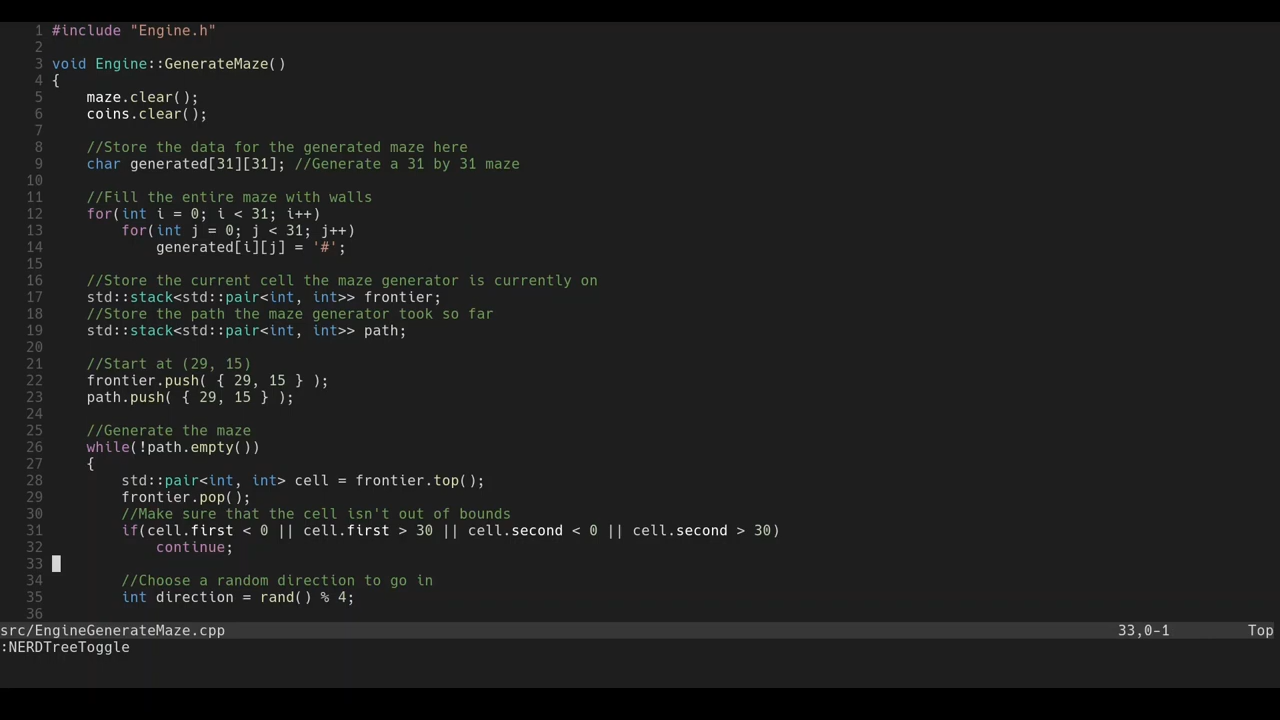 1 #include "Engine.h"
2
3 void Engine::GenerateMaze()
4 {
5     maze.clear();
6     coins.clear();
7
8     //Store the data for the generated maze here
9     char generated[31][31]; //Generate a 31 by 31 maze
10
11     //Fill the entire maze with walls
12     for(int i = 0; i < 31; i++)
13         for(int j = 0; j < 31; j++)
14             generated[i][j] = '#';
15
16     //Store the current cell the maze generator is currently on
17     std::stack<std::pair<int, int>> frontier;
18     //Store the path the maze generator took so far
19     std::stack<std::pair<int, int>> path;
20
21     //Start at (29, 15)
22     frontier.push( { 29, 15 } );
23     path.push( { 29, 15 } );
24
25     //Generate the maze
26     while(!path.empty())
27     {
28         std::pair<int, int> cell = frontier.top();
29         frontier.pop();
30         //Make sure that the cell isn't out of bounds
31         if(cell.first < 0 || cell.first > 30 || cell.second < 0 || cell.second > 30)
32             continue;
33
34         //Choose a random direction to go in
35         int direction = rand() % 4;
36
src/EngineGenerateMaze.cpp 33,0-1 Top
:NERDTreeToggle